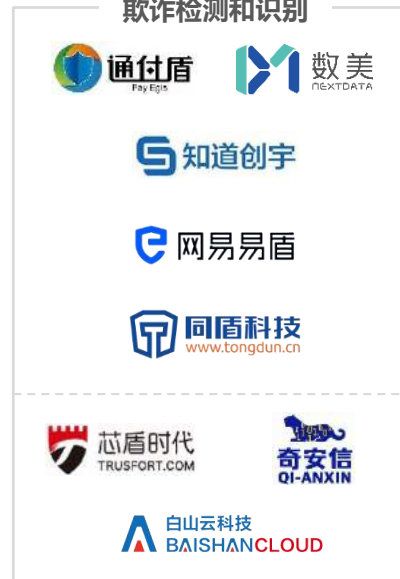 欺诈检测和识别
通付盾
Pay Egis
数美
NEXTDATA
知道创宇
网易易盾
同盾科技
www.tongdun.cn
芯盾时代
TRUSFORT.COM
奇安信
QI-ANXIN
白山云科技
BAISHANCLOUD